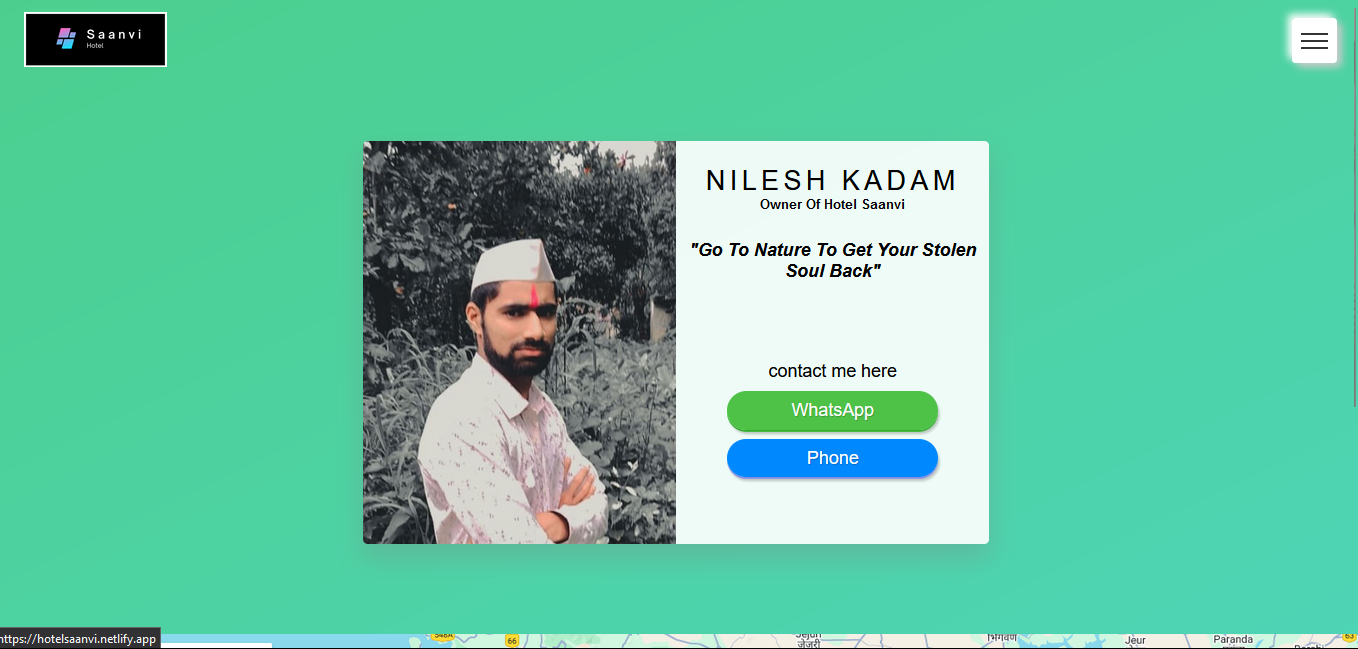 Saanvi
Hotel
NILESH KADAM
Owner Of Hotel Saanvi
"Go To Nature To Get Your Stolen
Soul Back"
contact me here
WhatsApp
Phone
https://hotelsaanvi.netlify.app
548A
66
Jejuri
जेजुरी
भिगवण
Jeur
Paranda
63